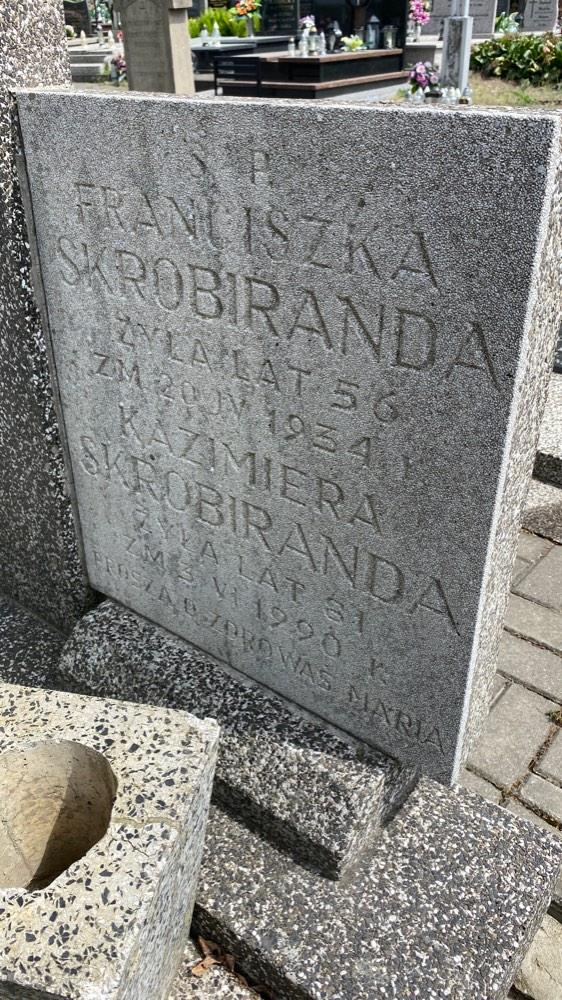 Ś P.
FRANCISZKA
SKROBIRANDA
ŻYŁA LAT 56
ZM 20 IV 1934 r
KAZIMIERA
SKROBIRANDA
ŻYŁA LAT 81
ZM 3 VI 1990 R.
PROSZĄ O ZDROWAŚ MARIA